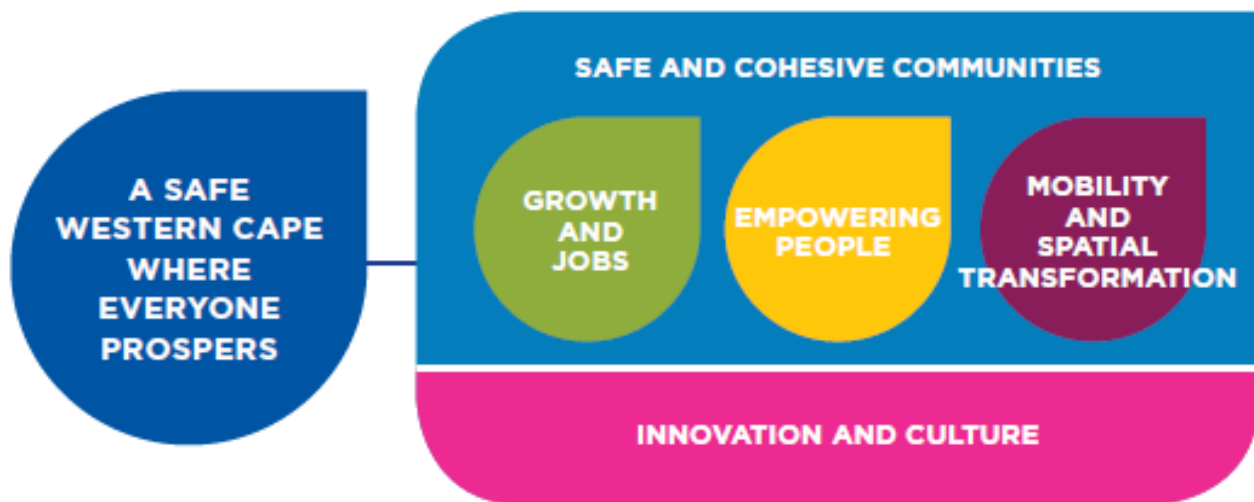 A SAFE
WESTERN CAPE
WHERE
EVERYONE
PROSPERS
SAFE AND COHESIVE COMMUNITIES
GROWTH
AND
JOBS
EMPOWERING
PEOPLE
MOBILITY
AND
SPATIAL
TRANSFORMATION
INNOVATION AND CULTURE